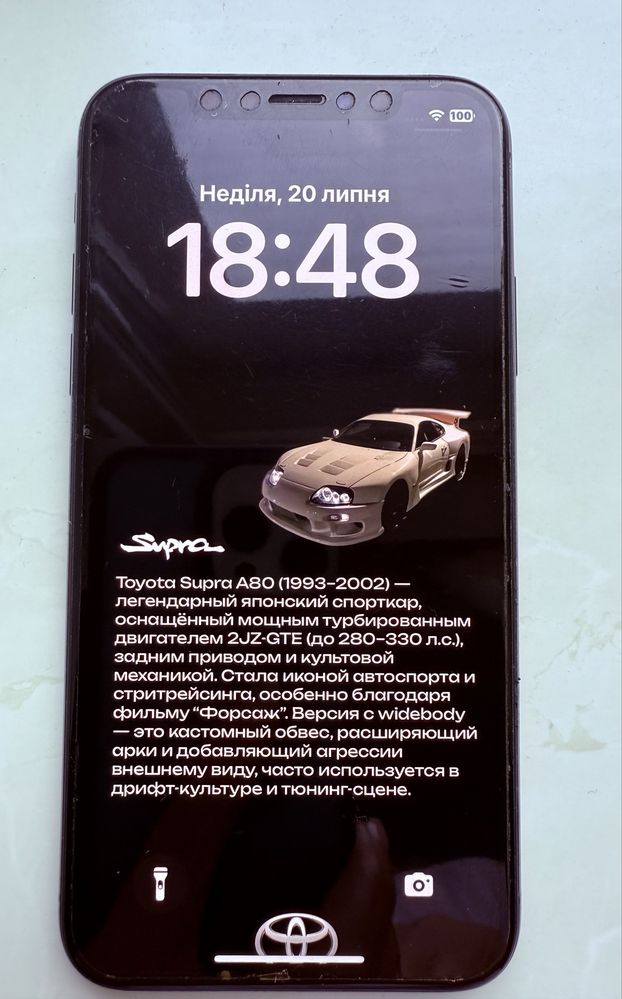 100
Неділя, 20 липня
18:48
Supra
Toyota Supra A80 (1993–2002) —
легендарный японский спорткар,
оснащённый мощным турбированным
двигателем 2JZ-GTE (до 280–330 л.с.),
задним приводом и культовой
механикой. Стала иконой автоспорта и
стритрейсинга, особенно благодаря
фильму “Форсаж”. Версия с widebody
— это кастомный обвес, расширяющий
арки и добавляющий агрессии
внешнему виду, часто используется в
дрифт-культуре и тюнинг-сцене.